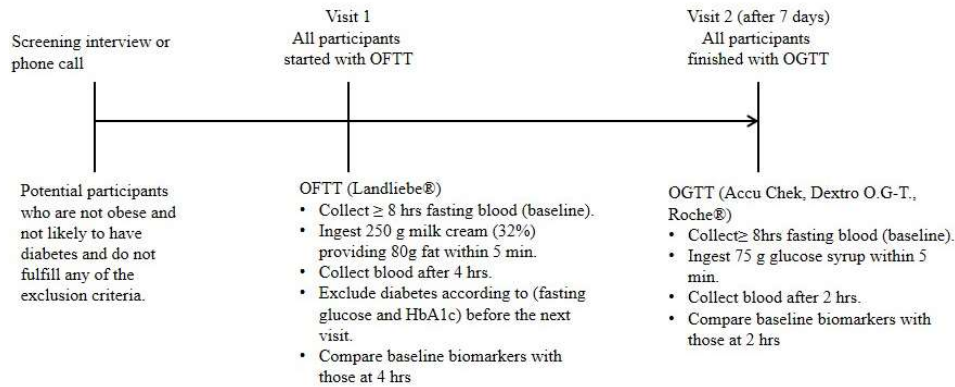 Screening interview or
phone call
Visit 1
All participants
started with OFTT
Visit 2 (after 7 days)
All participants
finished with OGTT
Potential participants
who are not obese and
not likely to have
diabetes and do not
fulfill any of the
exclusion criteria.
OFTT (Landliebe®)
• Collect ≥ 8 hrs fasting blood (baseline).
• Ingest 250 g milk cream (32%)
providing 80g fat within 5 min.
• Collect blood after 4 hrs.
• Exclude diabetes according to (fasting
glucose and HbA1c) before the next
visit.
• Compare baseline biomarkers with
those at 4 hrs
OGTT (Accu Chek, Dextro O.G-T.,
Roche®)
• Collect≥ 8hrs fasting blood (baseline).
• Ingest 75 g glucose syrup within 5
min.
• Collect blood after 2 hrs.
• Compare baseline biomarkers with
those at 2 hrs